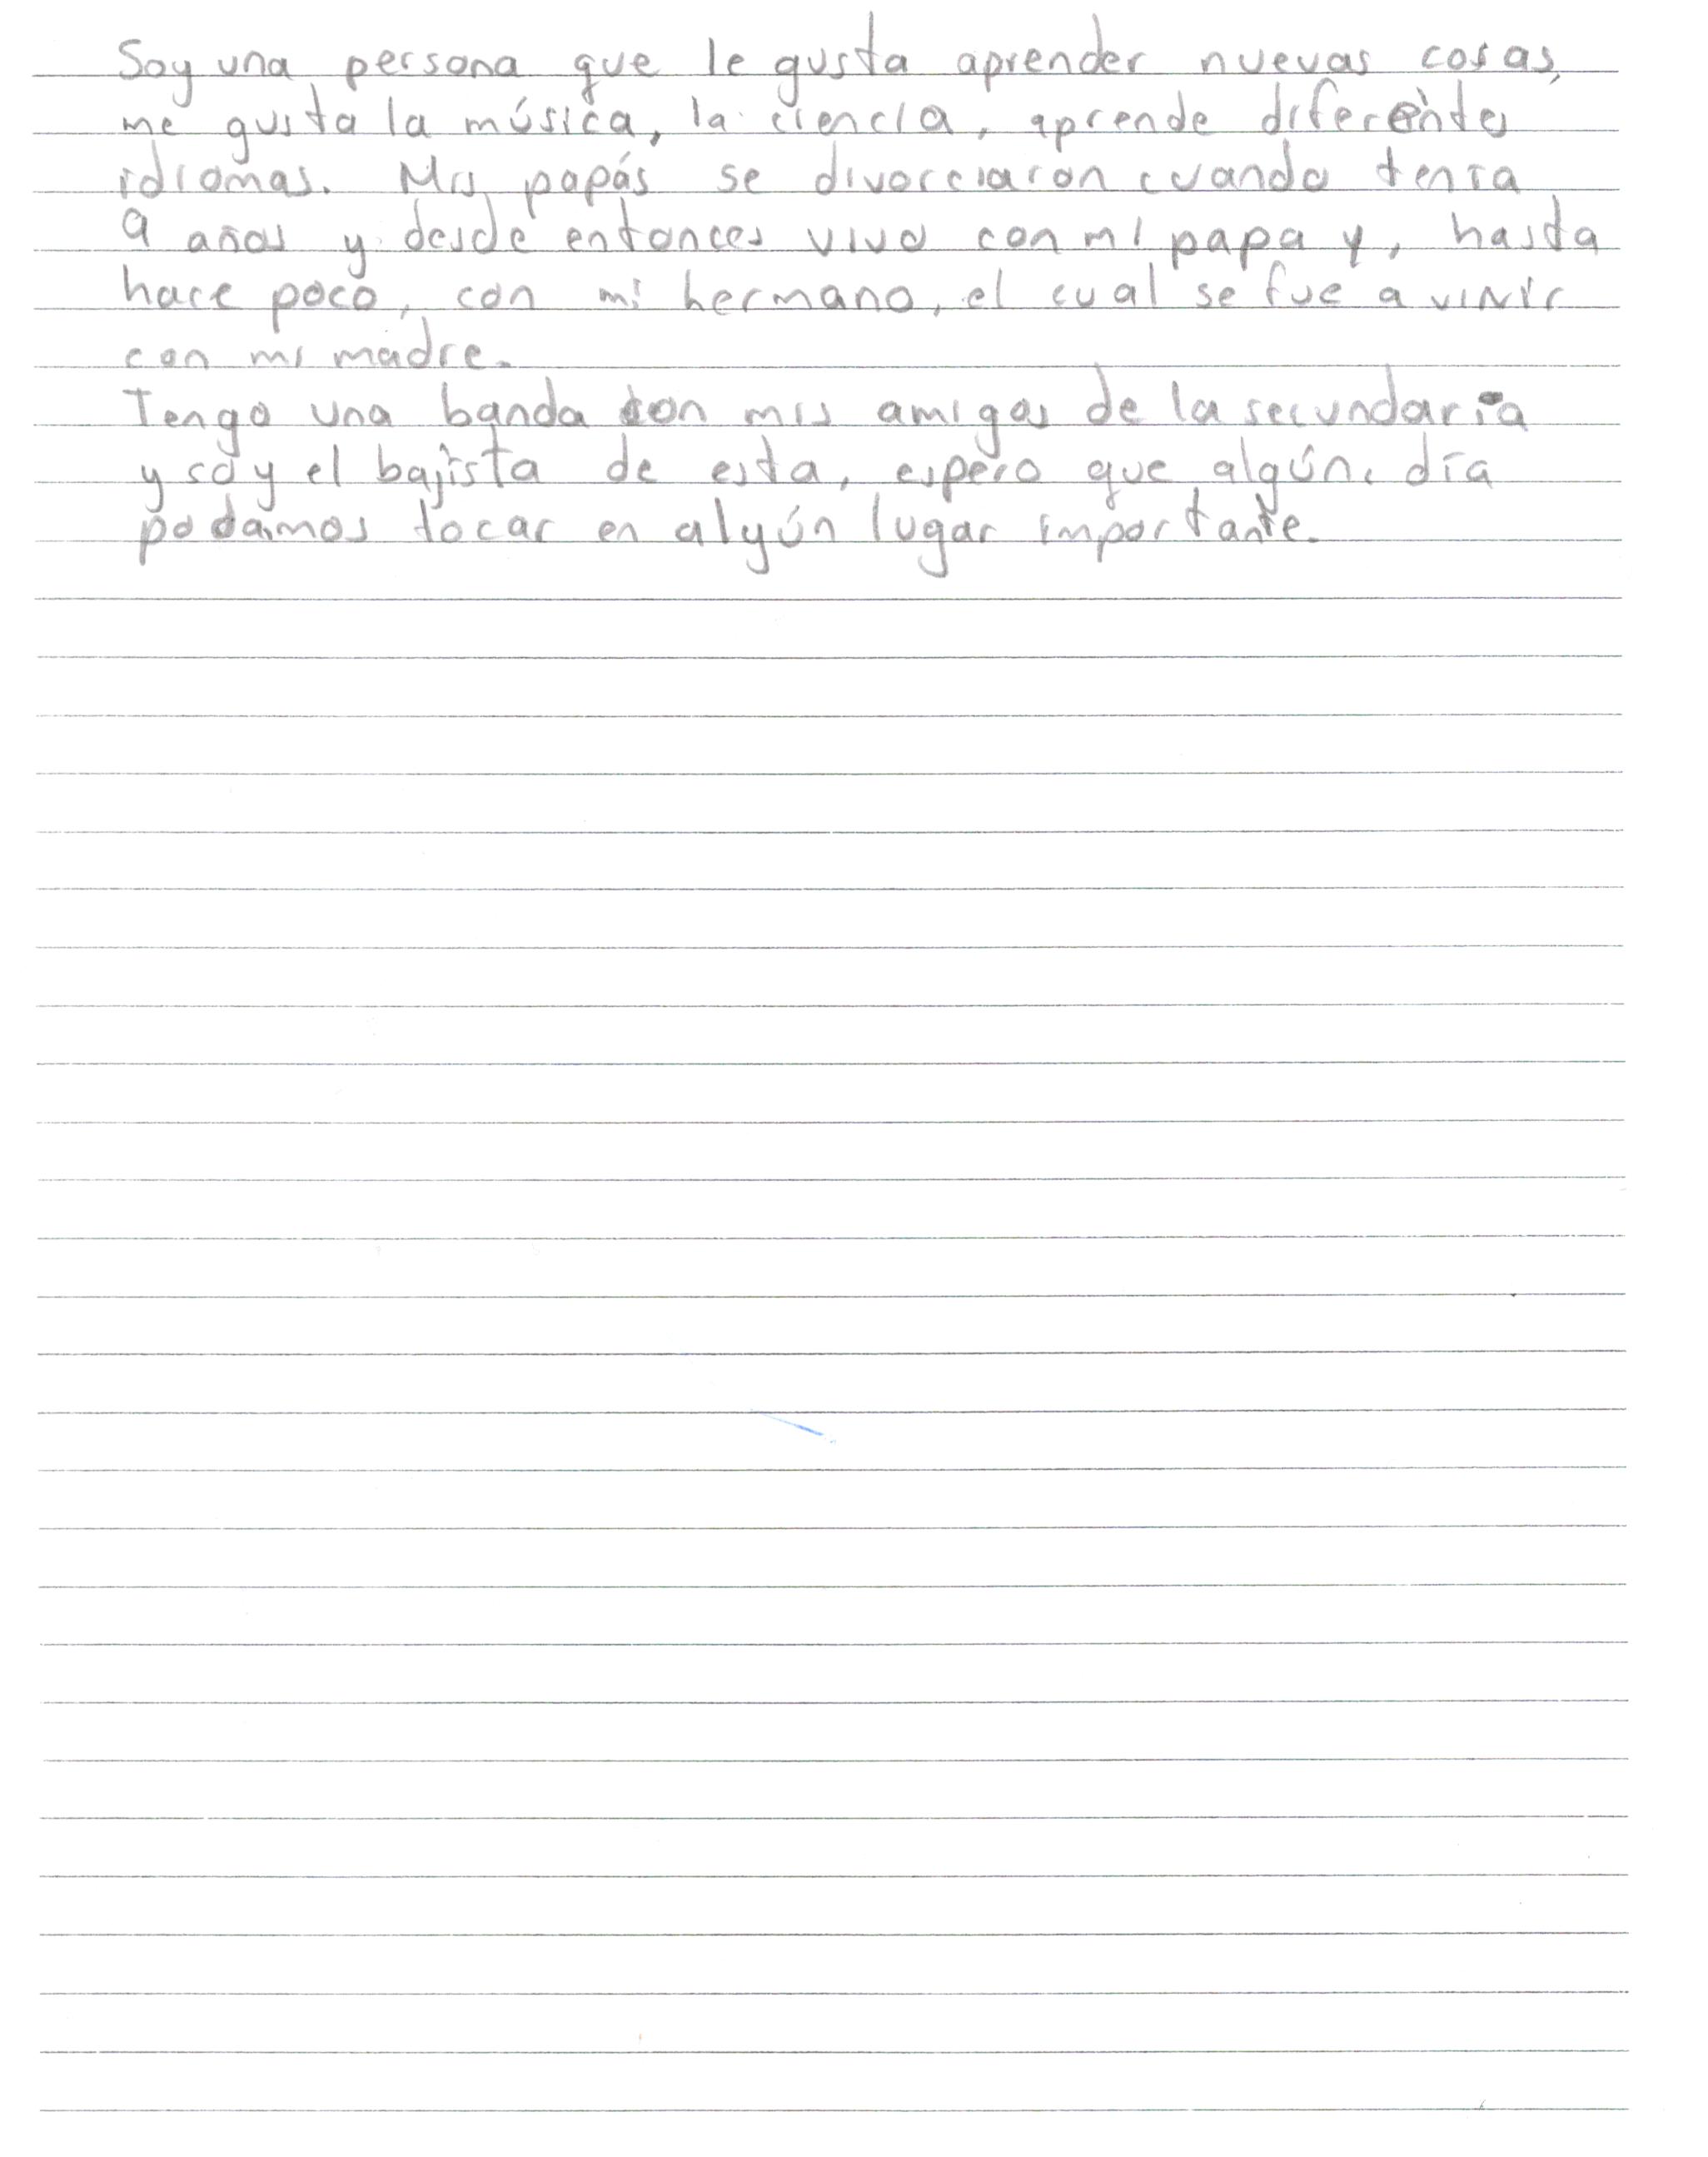 Soy una persona que le gusta aprender nuevas cosas,
me gusta la música, la ciencia, aprende diferentes
idiomas. Mis papás se divorciaron cuando tenía
9 años y desde entonces vivo con mi papa y, hasta
hace poco, con mi hermano, el cual se fue a vivir
con mi madre.
Tengo una banda con mis amigos de la secundaria
y soy el bajista de esta, espero que algún día
podamos tocar en algún lugar importante.